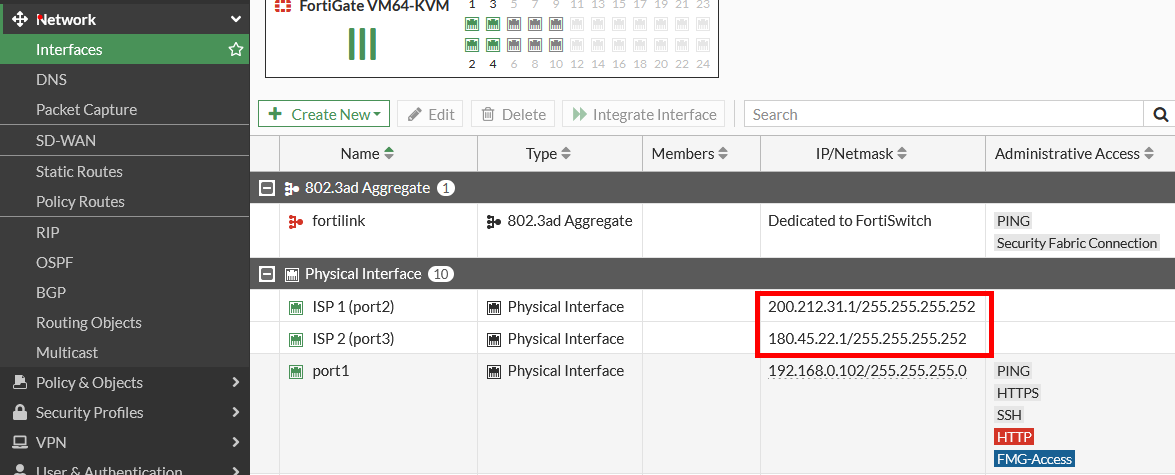 Network
Interfaces
DNS
Packet Capture
SD-WAN
Static Routes
Policy Routes
RIP
OSPF
BGP
Routing Objects
Multicast
Policy & Objects
Security Profiles
VPN
User & Authentication
FortiGate VM64-KVM
1 3 5 7 9 11 13 15 17 19 21 23
2 4 6 8 10 12 14 16 18 20 22 24
Create New Edit Delete Integrate Interface Search
Name Type Members IP/Netmask Administrative Access
802.3ad Aggregate 1
fortilink 802.3ad Aggregate Dedicated to FortiSwitch PING
Security Fabric Connection
Physical Interface 10
ISP 1 (port2) Physical Interface 200.212.31.1/255.255.255.252
ISP 2 (port3) Physical Interface 180.45.22.1/255.255.255.252
port1 Physical Interface 192.168.0.102/255.255.255.0 PING
HTTPS
SSH
HTTP
FMG-Access